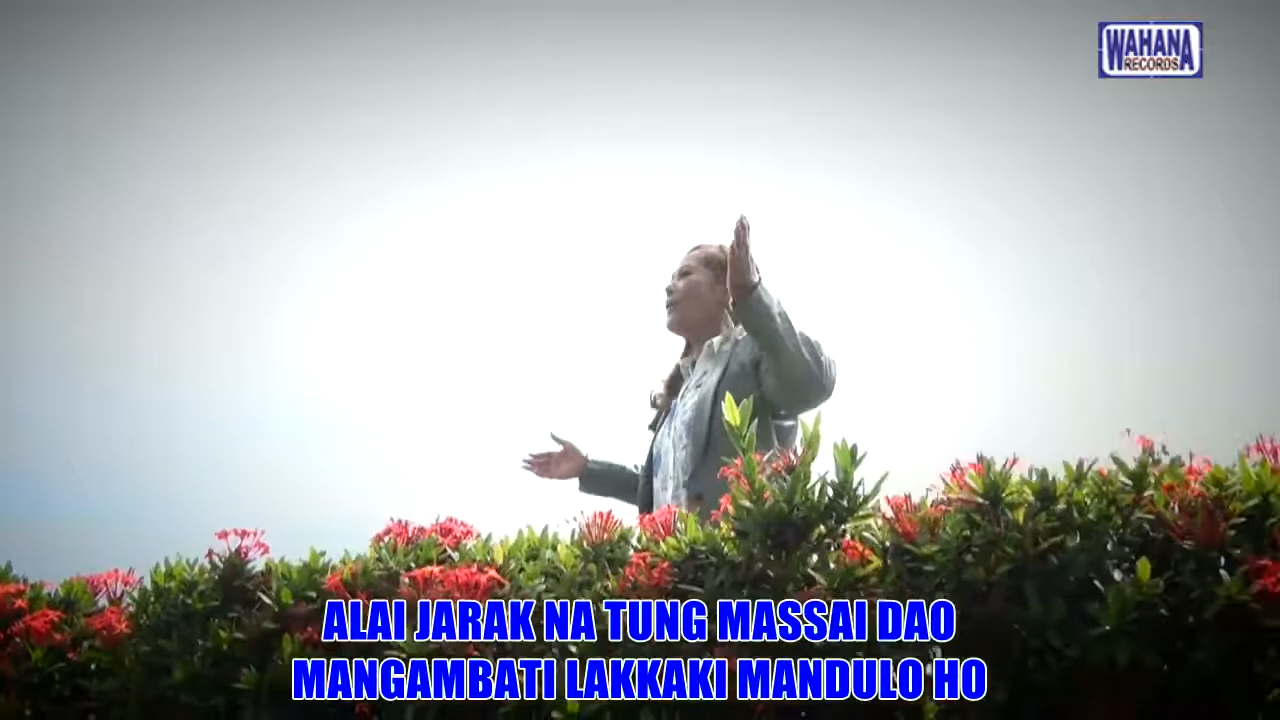 WAHANA
RECORDS
ALAI JARAK NA TUNG MASSAI DAO
MANGAMBATI LAKKAKI MANDULO HO